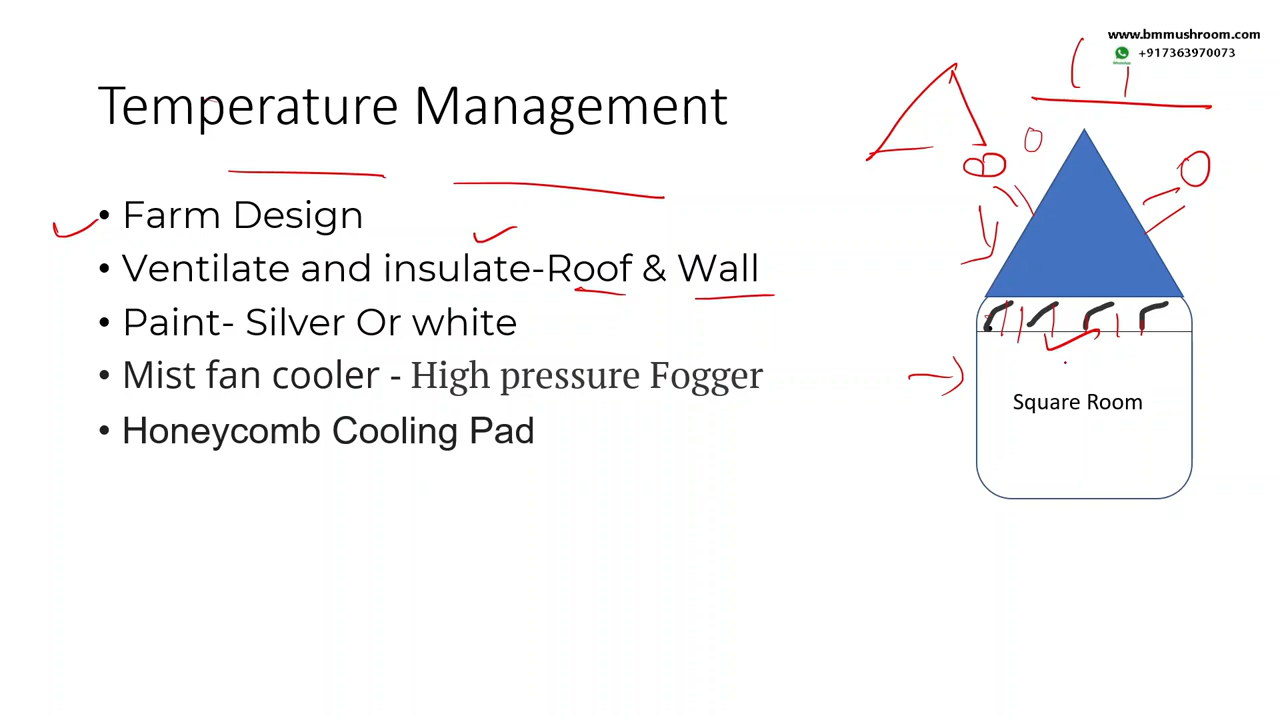 www.bmmushroom.com
+917363970073
Temperature Management
• Farm Design
• Ventilate and insulate-Roof & Wall
• Paint- Silver Or white
• Mist fan cooler - High pressure Fogger
• Honeycomb Cooling Pad
Square Room